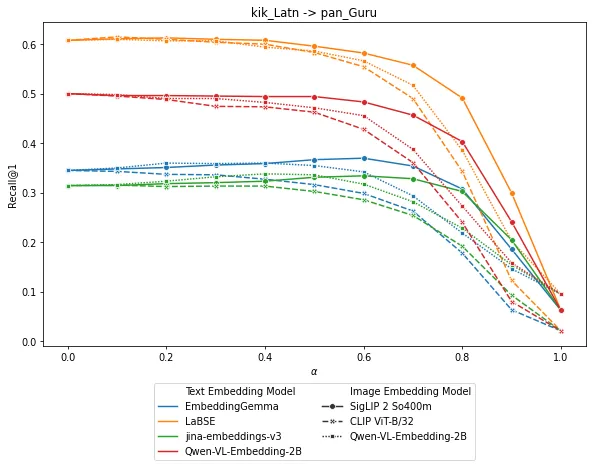 kik_Latn -> pan_Guru
Recall@1
0.6
0.5
0.4
0.3
0.2
0.1
0.0
0.0 0.2 0.4 0.6 0.8 1.0
α
Text Embedding Model Image Embedding Model
EmbeddingGemma SigLIP 2 So400m
LaBSE CLIP ViT-B/32
jina-embeddings-v3 Qwen-VL-Embedding-2B
Qwen-VL-Embedding-2B